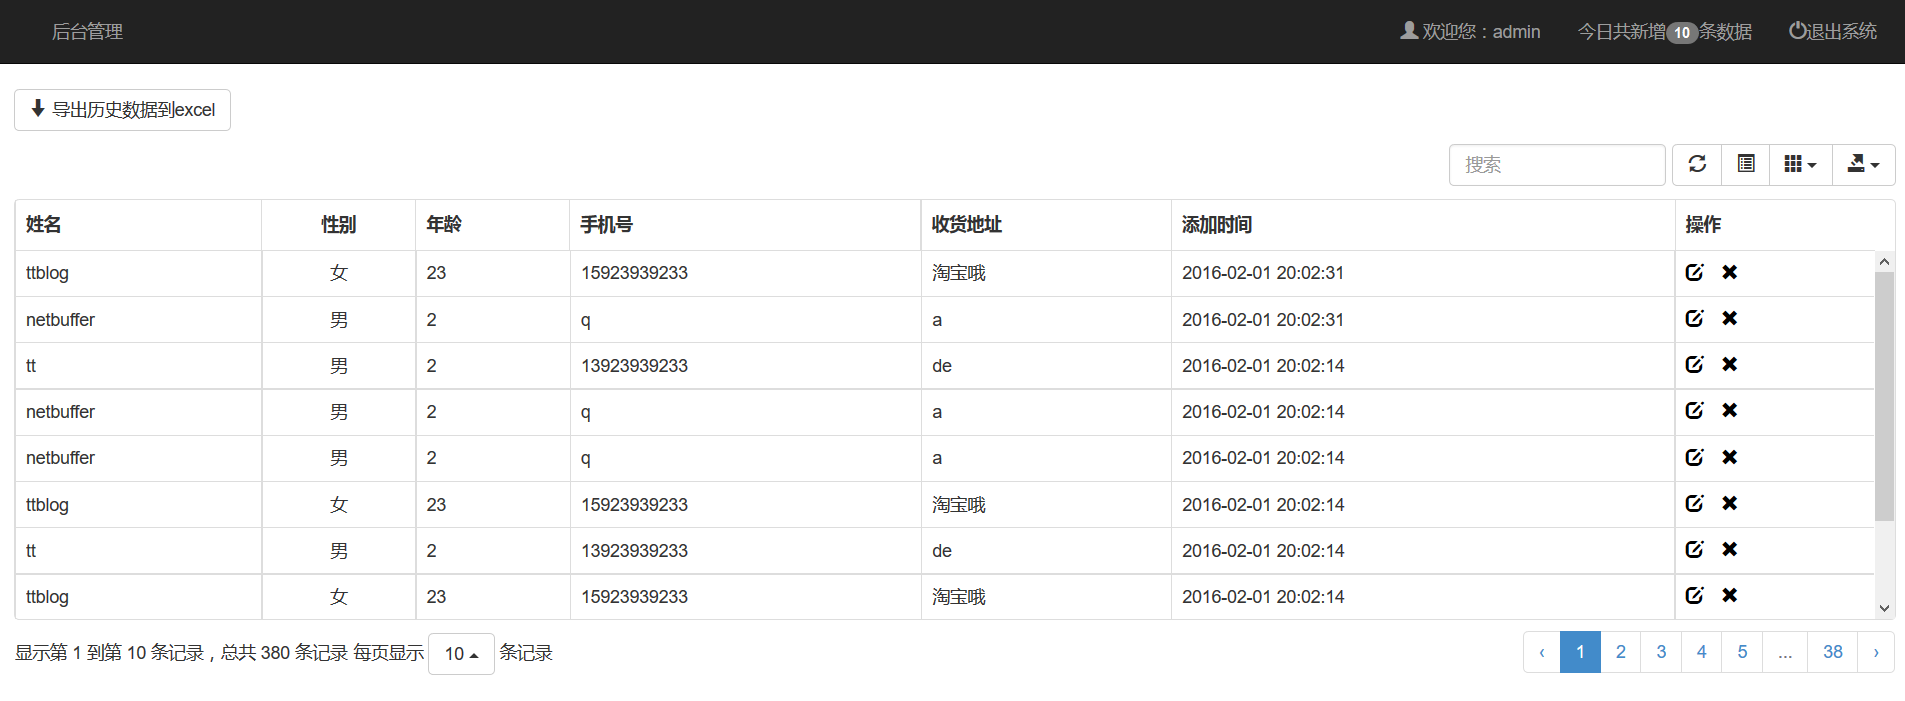 后台管理 欢迎您：admin 今日共新增10条数据 退出系统
导出历史数据到excel
搜索
姓名 性别 年龄 手机号 收货地址 添加时间 操作
ttblog 女 23 15923939233 淘宝哦 2016-02-01 20:02:31
netbuffer 男 2 q a 2016-02-01 20:02:31
tt 男 2 13923939233 de 2016-02-01 20:02:14
netbuffer 男 2 q a 2016-02-01 20:02:14
netbuffer 男 2 q a 2016-02-01 20:02:14
ttblog 女 23 15923939233 淘宝哦 2016-02-01 20:02:14
tt 男 2 13923939233 de 2016-02-01 20:02:14
ttblog 女 23 15923939233 淘宝哦 2016-02-01 20:02:14
显示第 1 到第 10 条记录，总共 380 条记录 每页显示 10 条记录 ‹ 1 2 3 4 5 ... 38 ›